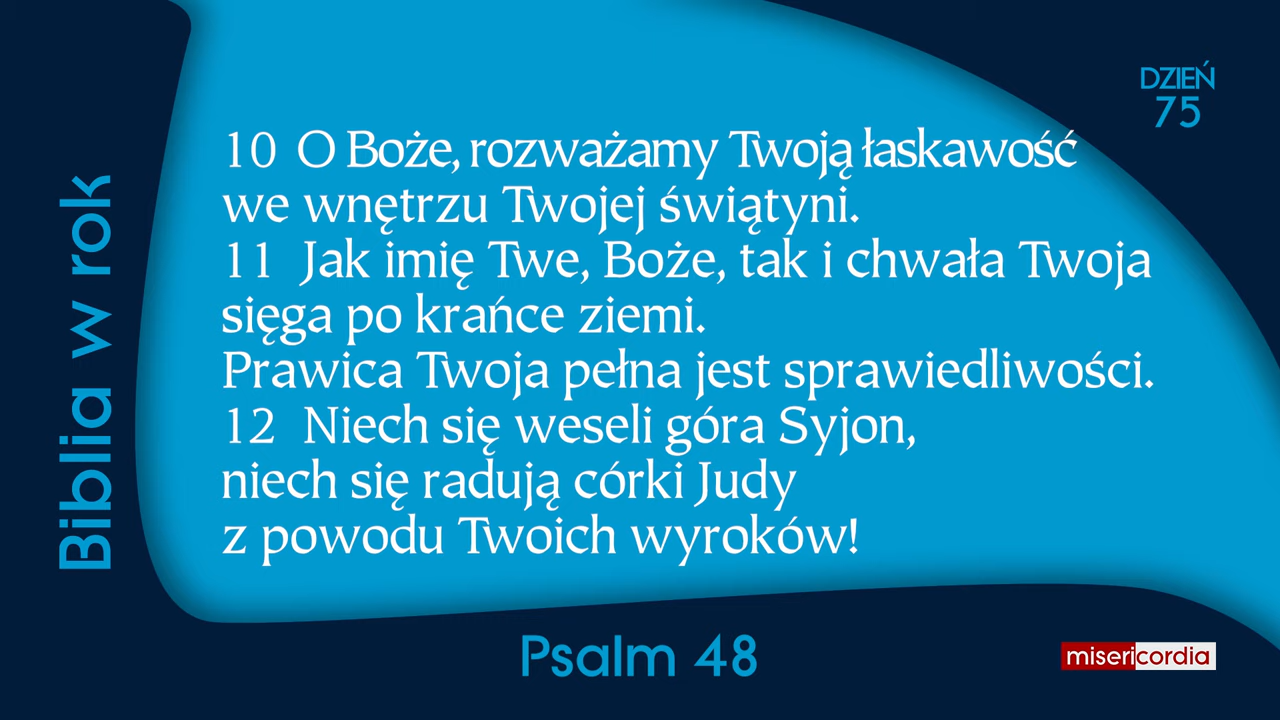 DZIEŃ
75
10 O Boże, rozważamy Twoją łaskawość
we wnętrzu Twojej świątyni.
11 Jak imię Twe, Boże, tak i chwała Twoja
sięga po krańce ziemi.
Prawica Twoja pełna jest sprawiedliwości.
12 Niech się weseli góra Syjon,
niech się radują córki Judy
z powodu Twoich wyroków!
Biblia w rok
Psalm 48
misericordia